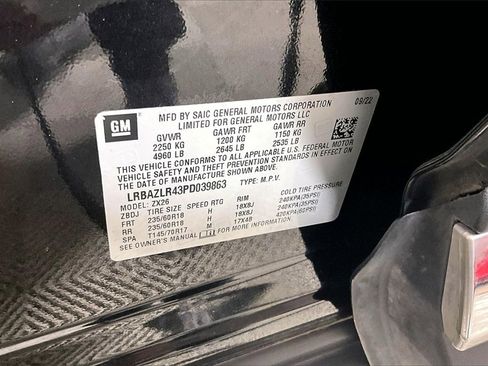 GM
MFD BY SAIC GENERAL MOTORS CORPORATION 09/22
LIMITED FOR GENERAL MOTORS LLC
GVWR GAWR FRT GAWR RR
2250 KG 1200 KG 1150 KG
4960 LB 2645 LB 2535 LB
THIS VEHICLE CONFORMS TO ALL APPLICABLE U.S. FEDERAL MOTOR
VEHICLE SAFETY AND THEFT PREVENTION STANDARDS IN EFFECT ON
THE DATE OF MANUFACTURE SHOWN ABOVE.
LRBAZLR43PD039863 TYPE: M.P.V.
MODEL: ZX26
ZBDJ TIRE SIZE SPEED RTG RIM COLD TIRE PRESSURE
FRT 235/60R18 H 18X8J 240KPA(35PSI)
RR 235/60R18 H 18X8J 240KPA(35PSI)
SPA T145/70R17 M 17X4B 420KPA(60PSI)
SEE OWNER'S MANUAL FOR MORE INFORMATION